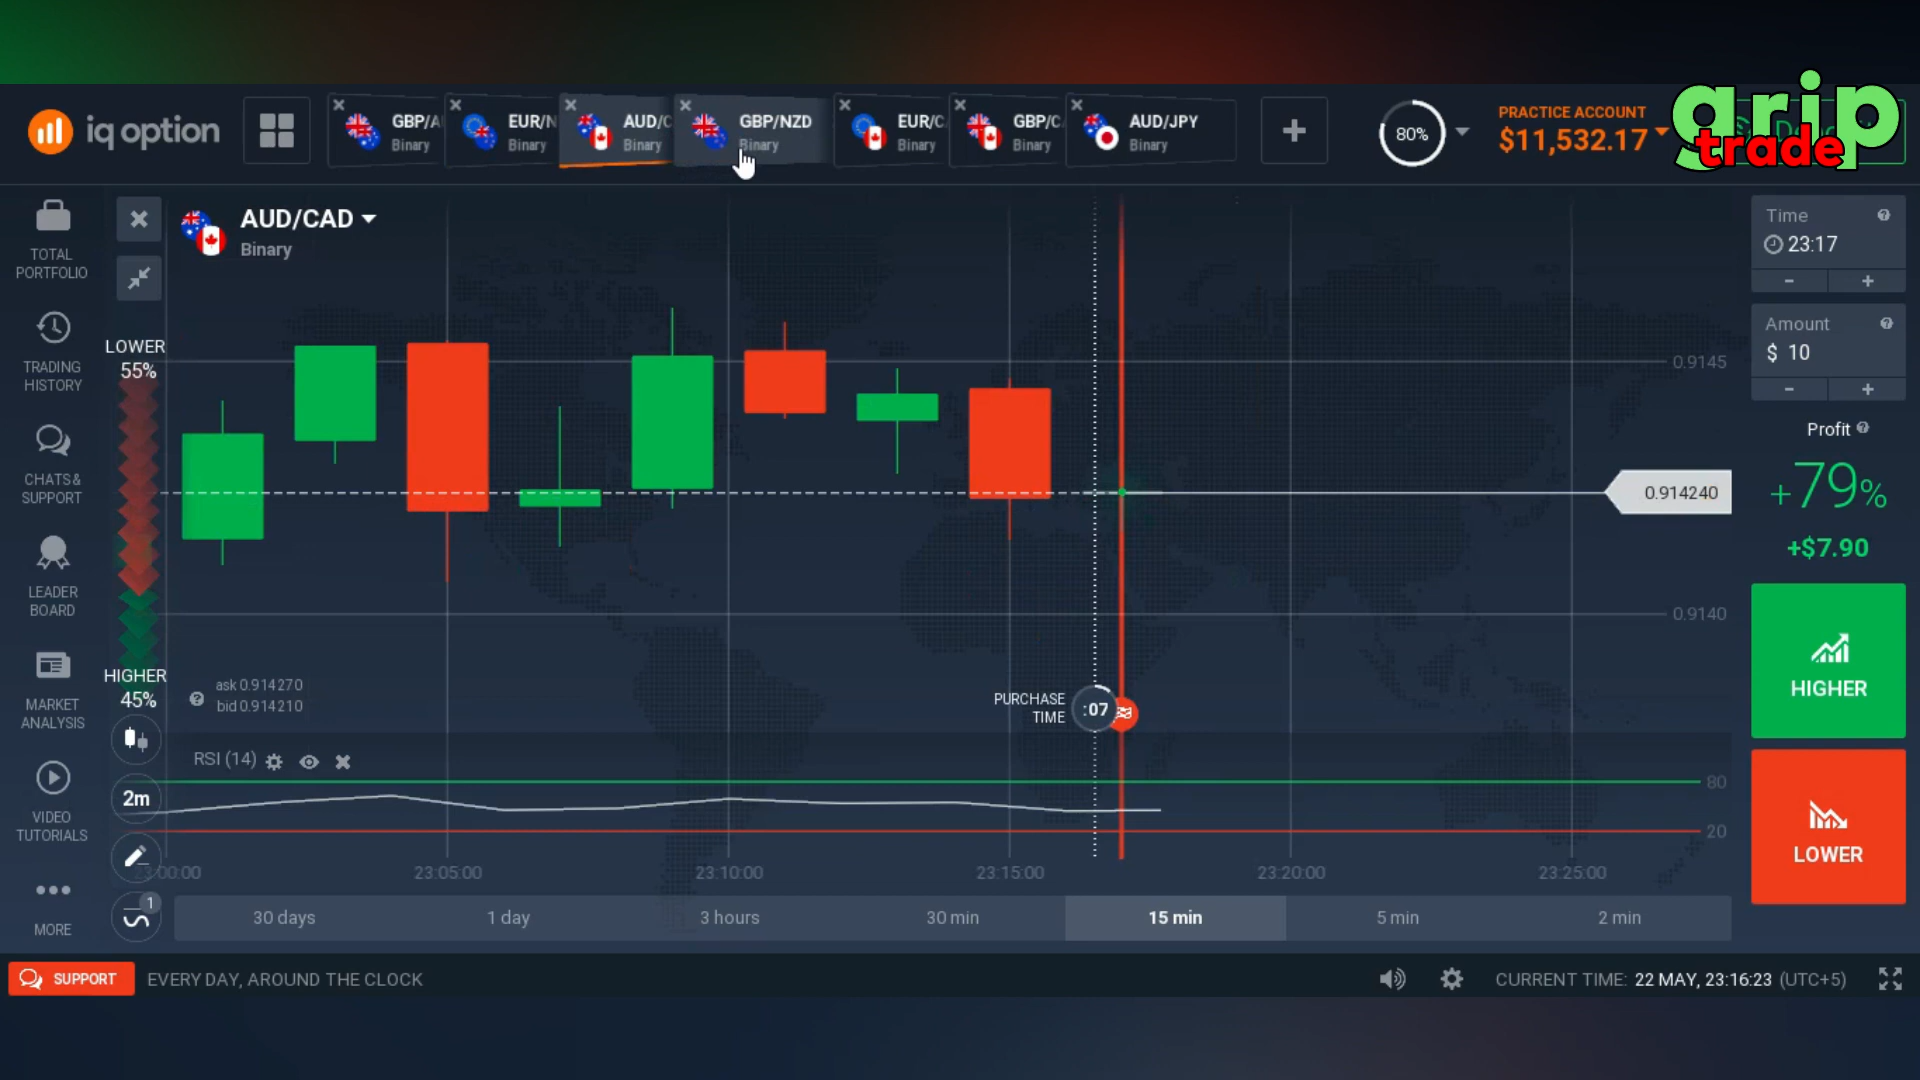 iq option
GBP/A
Binary
EUR/N
Binary
AUD/C
Binary
GBP/NZD
Binary
EUR/C
Binary
GBP/C
Binary
AUD/JPY
Binary
80%
PRACTICE ACCOUNT
$11,532.17
grip
trade
TOTAL
PORTFOLIO
TRADING
HISTORY
CHATS &
SUPPORT
LEADER
BOARD
MARKET
ANALYSIS
VIDEO
TUTORIALS
MORE
AUD/CAD
Binary
LOWER
55%
HIGHER
45%
ask 0.914270
bid 0.914210
0.9145
0.914240
0.9140
PURCHASE
TIME
:07
RSI (14)
80
20
2m
1
23:00:00
23:05:00
23:10:00
23:15:00
23:20:00
23:25:00
30 days
1 day
3 hours
30 min
15 min
5 min
2 min
Time
23:17
- +
Amount
$ 10
- +
Profit
+79%
+$7.90
HIGHER
LOWER
SUPPORT
EVERY DAY, AROUND THE CLOCK
CURRENT TIME: 22 MAY, 23:16:23 (UTC+5)